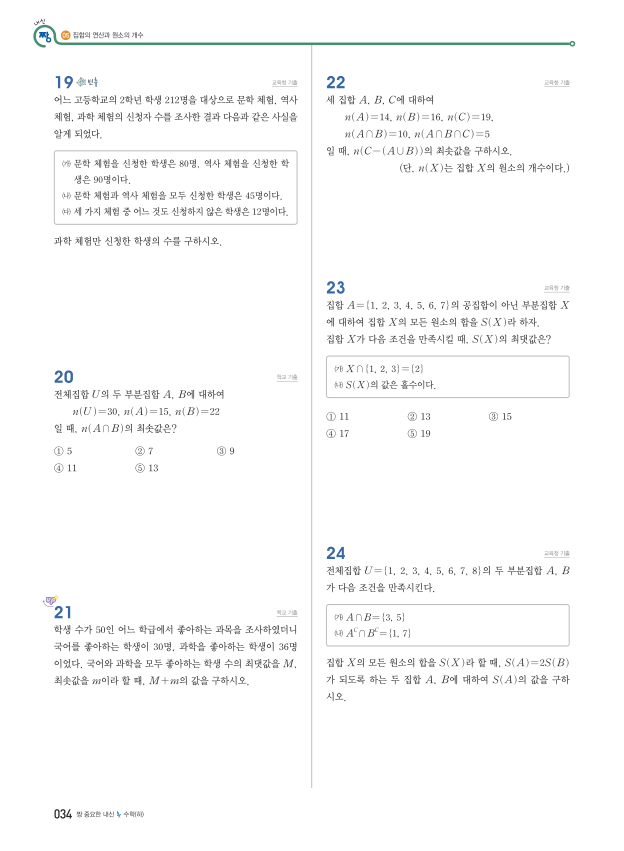 내신
짱
05 집합의 연산과 원소의 개수
19 빈출
교육청 기출
어느 고등학교의 2학년 학생 212명을 대상으로 문학 체험, 역사
체험, 과학 체험의 신청자 수를 조사한 결과 다음과 같은 사실을
알게 되었다.
㈎ 문학 체험을 신청한 학생은 80명, 역사 체험을 신청한 학
생은 90명이다.
㈏ 문학 체험과 역사 체험을 모두 신청한 학생은 45명이다.
㈐ 세 가지 체험 중 어느 것도 신청하지 않은 학생은 12명이다.
과학 체험만 신청한 학생의 수를 구하시오.
20
학교 기출
전체집합 U의 두 부분집합 A, B에 대하여
n(U)=30, n(A)=15, n(B)=22
일 때, n(A∩B)의 최솟값은?
① 5 ② 7 ③ 9
④ 11 ⑤ 13
21
학교 기출
학생 수가 50인 어느 학급에서 좋아하는 과목을 조사하였더니
국어를 좋아하는 학생이 30명, 과학을 좋아하는 학생이 36명
이었다. 국어와 과학을 모두 좋아하는 학생 수의 최댓값을 M,
최솟값을 m이라 할 때, M+m의 값을 구하시오.
22
교육청 기출
세 집합 A, B, C에 대하여
n(A)=14, n(B)=16, n(C)=19,
n(A∩B)=10, n(A∩B∩C)=5
일 때, n(C-(A∪B))의 최솟값을 구하시오.
(단, n(X)는 집합 X의 원소의 개수이다.)
23
교육청 기출
집합 A={1, 2, 3, 4, 5, 6, 7}의 공집합이 아닌 부분집합 X
에 대하여 집합 X의 모든 원소의 합을 S(X)라 하자.
집합 X가 다음 조건을 만족시킬 때, S(X)의 최댓값은?
㈎ X∩{1, 2, 3}={2}
㈏ S(X)의 값은 홀수이다.
① 11 ② 13 ③ 15
④ 17 ⑤ 19
24
교육청 기출
전체집합 U={1, 2, 3, 4, 5, 6, 7, 8}의 두 부분집합 A, B
가 다음 조건을 만족시킨다.
㈎ A∩B={3, 5}
㈏ Aᶜ∩Bᶜ={1, 7}
집합 X의 모든 원소의 합을 S(X)라 할 때, S(A)=2S(B)
가 되도록 하는 두 집합 A, B에 대하여 S(A)의 값을 구하
시오.
034 짱 중요한 내신 수학(하)